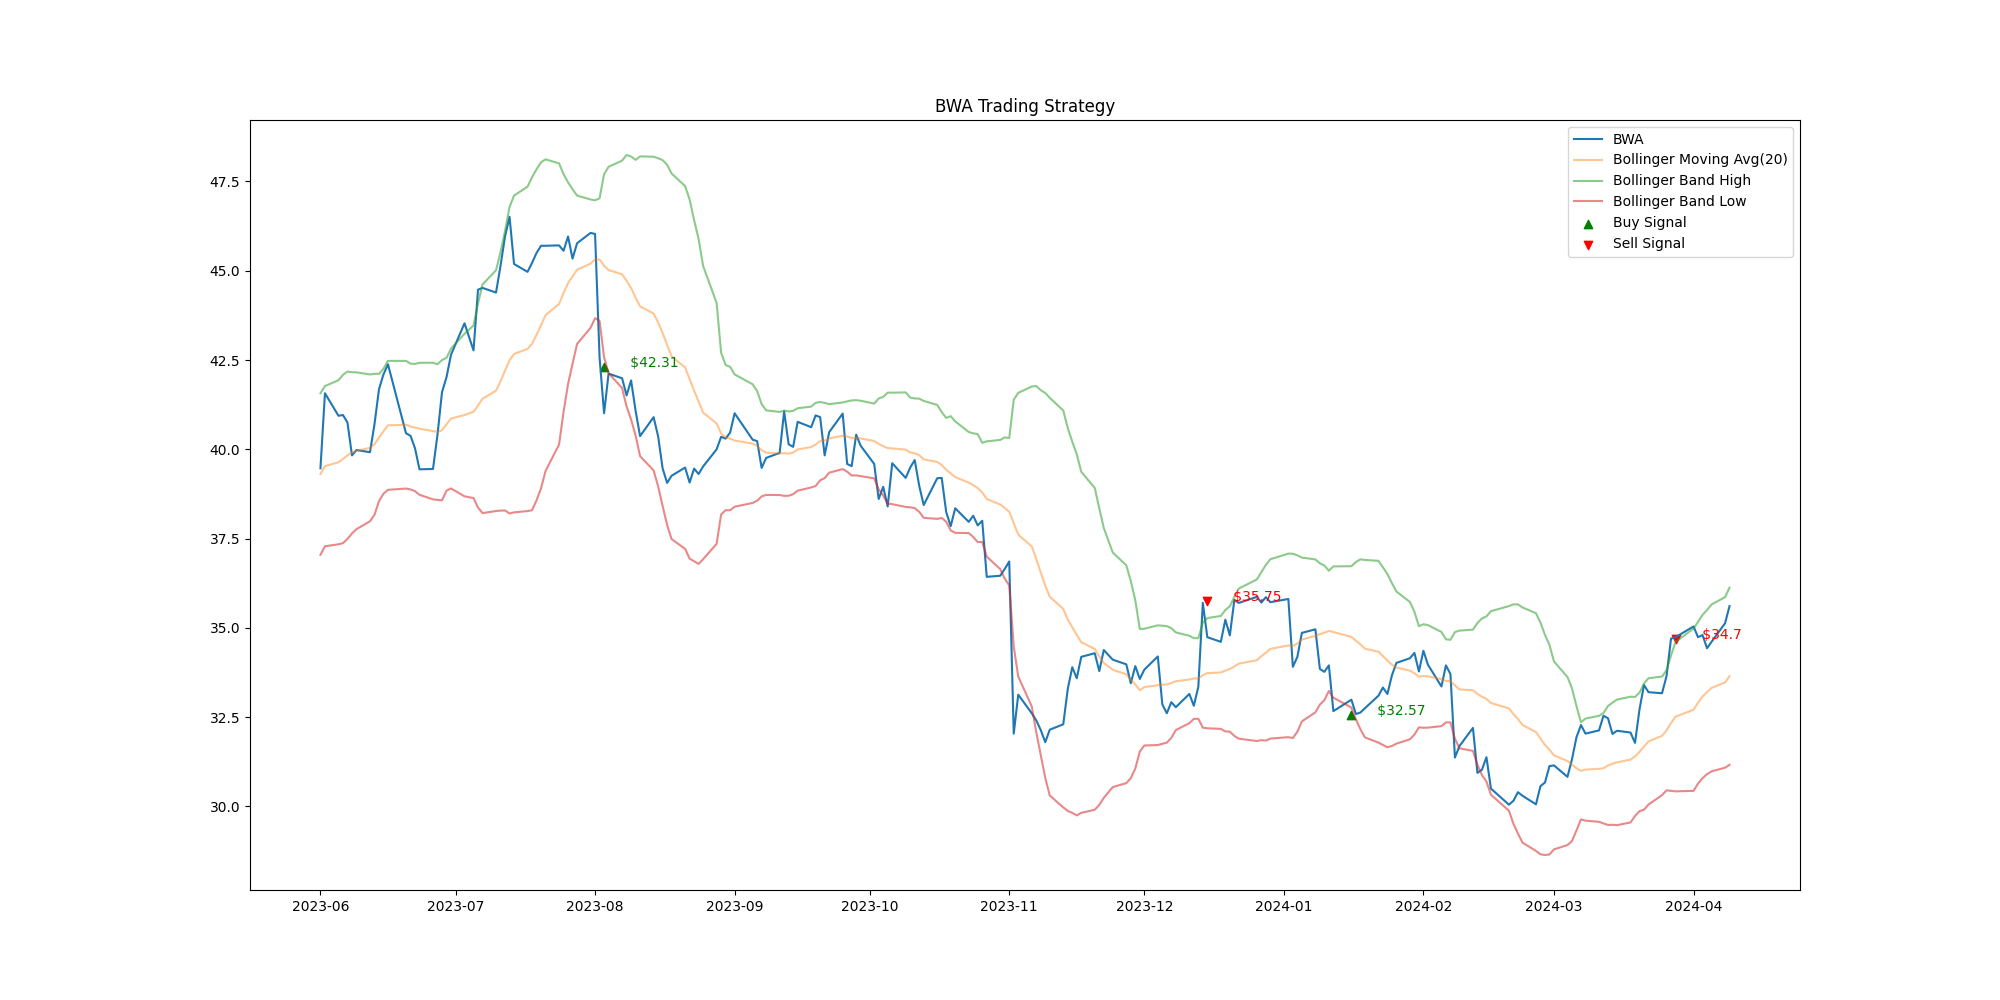 BWA Trading Strategy
BWA
Bollinger Moving Avg(20)
Bollinger Band High
Bollinger Band Low
Buy Signal
Sell Signal
47.5
45.0
42.5
40.0
37.5
35.0
32.5
30.0
$42.31
$35.75
$34.7
$32.57
2023-06 2023-07 2023-08 2023-09 2023-10 2023-11 2023-12 2024-01 2024-02 2024-03 2024-04